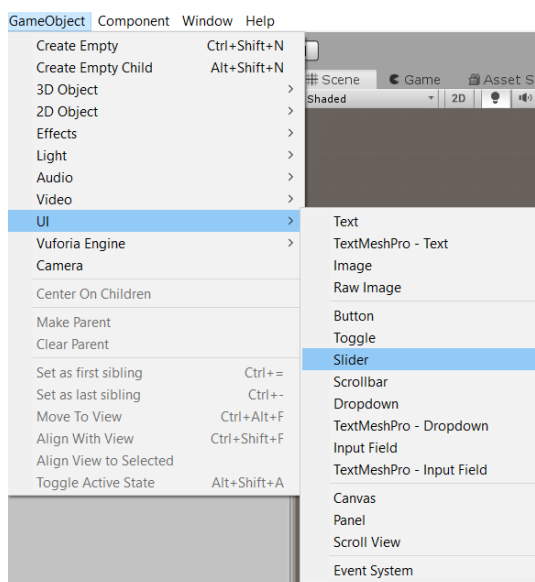 GameObject Component Window Help
Create Empty Ctrl+Shift+N
Create Empty Child Alt+Shift+N
3D Object
2D Object
Effects
Light
Audio
Video
UI
Vuforia Engine
Camera
Center On Children
Make Parent
Clear Parent
Set as first sibling Ctrl+=
Set as last sibling Ctrl+-
Move To View Ctrl+Alt+F
Align With View Ctrl+Shift+F
Align View to Selected
Toggle Active State Alt+Shift+A
Scene Game Asset S
Shaded 2D
Text
TextMeshPro - Text
Image
Raw Image
Button
Toggle
Slider
Scrollbar
Dropdown
TextMeshPro - Dropdown
Input Field
TextMeshPro - Input Field
Canvas
Panel
Scroll View
Event System